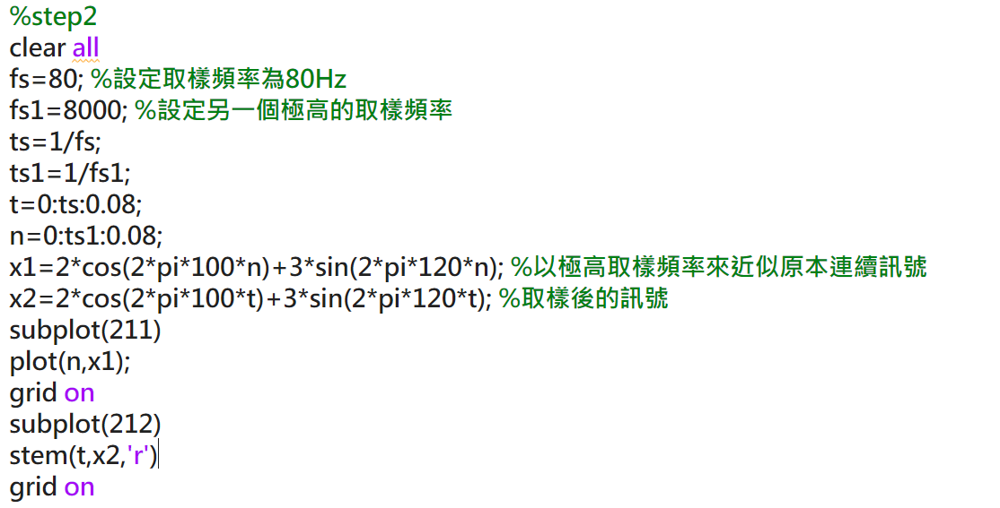 %step2
clear all
fs=80; %設定取樣頻率為80Hz
fs1=8000; %設定另一個極高的取樣頻率
ts=1/fs;
ts1=1/fs1;
t=0:ts:0.08;
n=0:ts1:0.08;
x1=2*cos(2*pi*100*n)+3*sin(2*pi*120*n); %以極高取樣頻率來近似原本連續訊號
x2=2*cos(2*pi*100*t)+3*sin(2*pi*120*t); %取樣後的訊號
subplot(211)
plot(n,x1);
grid on
subplot(212)
stem(t,x2,'r')
grid on